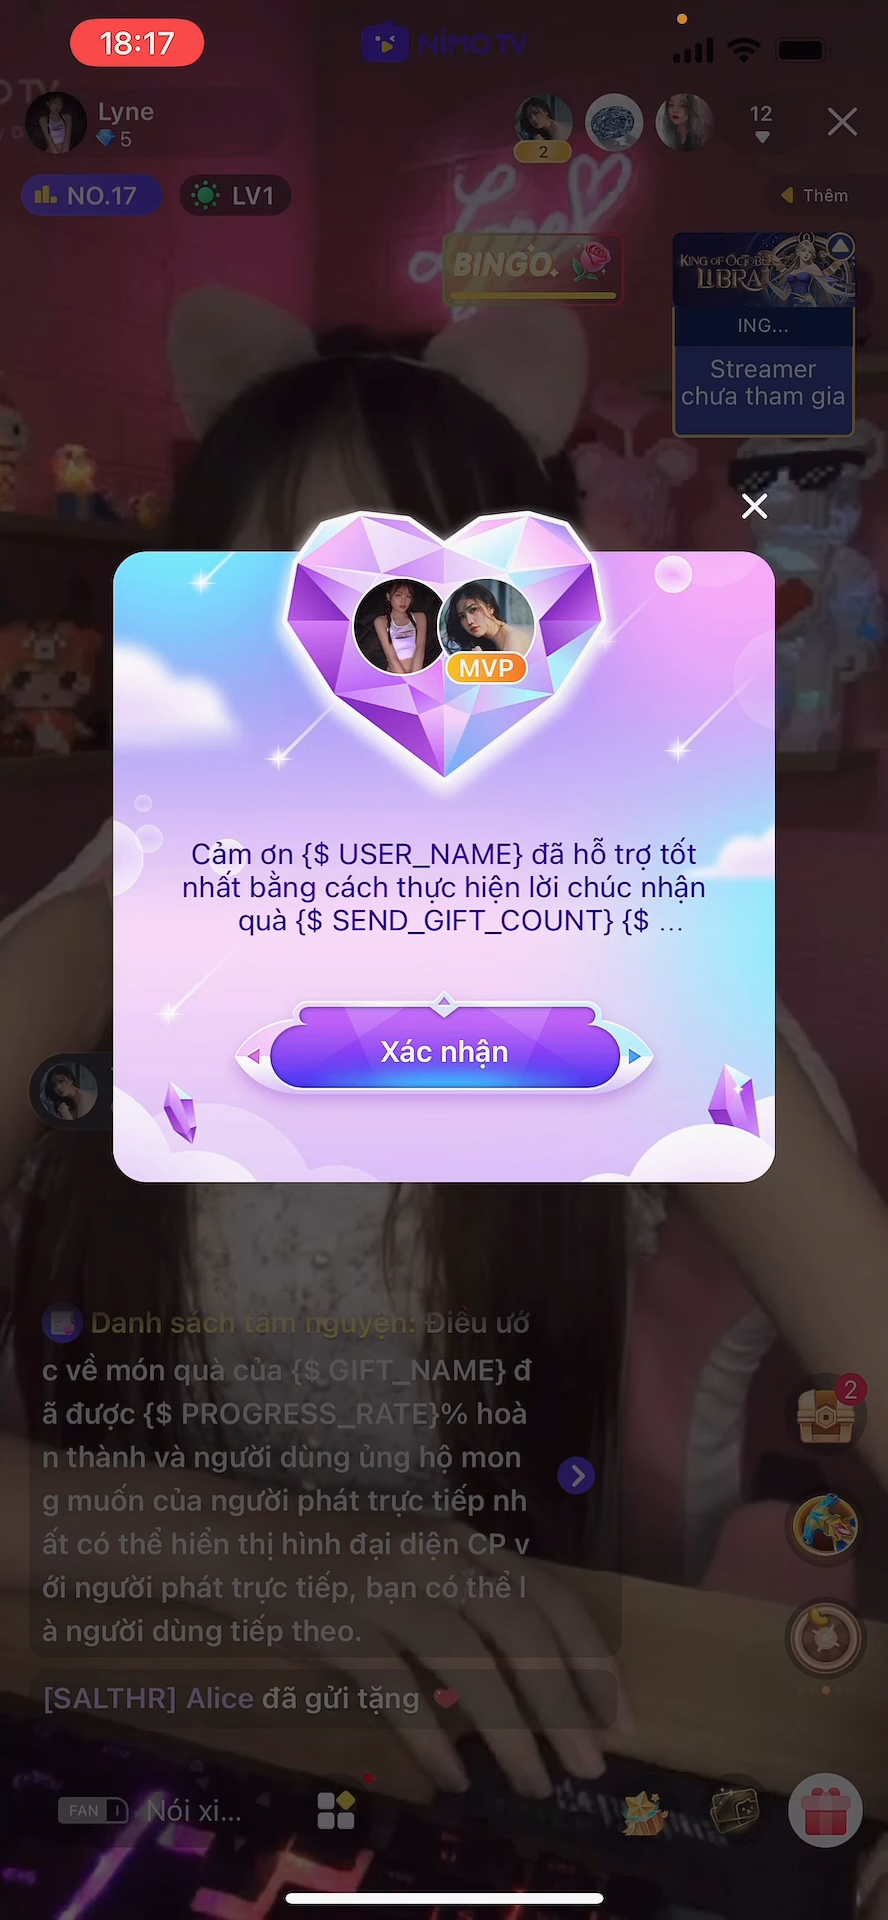 18:17
NIMO TV
Lyne
5
2
12
NO.17
LV1
Thêm
BINGO
KING OF OCTOBER
LIBRA
ING...
Streamer
chưa tham gia
MVP
Cảm ơn {$ USER_NAME} đã hỗ trợ tốt
nhất bằng cách thực hiện lời chúc nhận
quà {$ SEND_GIFT_COUNT} {$ ...
Xác nhận
Danh sách tâm nguyện: Điều ướ
c về món quà của {$ GIFT_NAME} đ
ã được {$ PROGRESS_RATE}% hoà
n thành và người dùng ủng hộ mon
g muốn của người phát trực tiếp nh
ất có thể hiển thị hình đại diện CP v
ới người phát trực tiếp, bạn có thể l
à người dùng tiếp theo.
2
[SALTHR] Alice đã gửi tặng
FAN I
Nói xi...